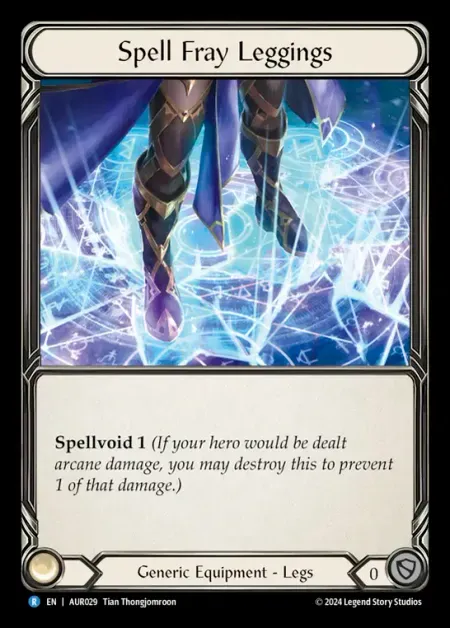 Spell Fray Leggings
Spellvoid 1 (If your hero would be dealt
arcane damage, you may destroy this to prevent
1 of that damage.)
Generic Equipment - Legs
0
R EN | AUR029 Tian Thongjomroon
© 2024 Legend Story Studios